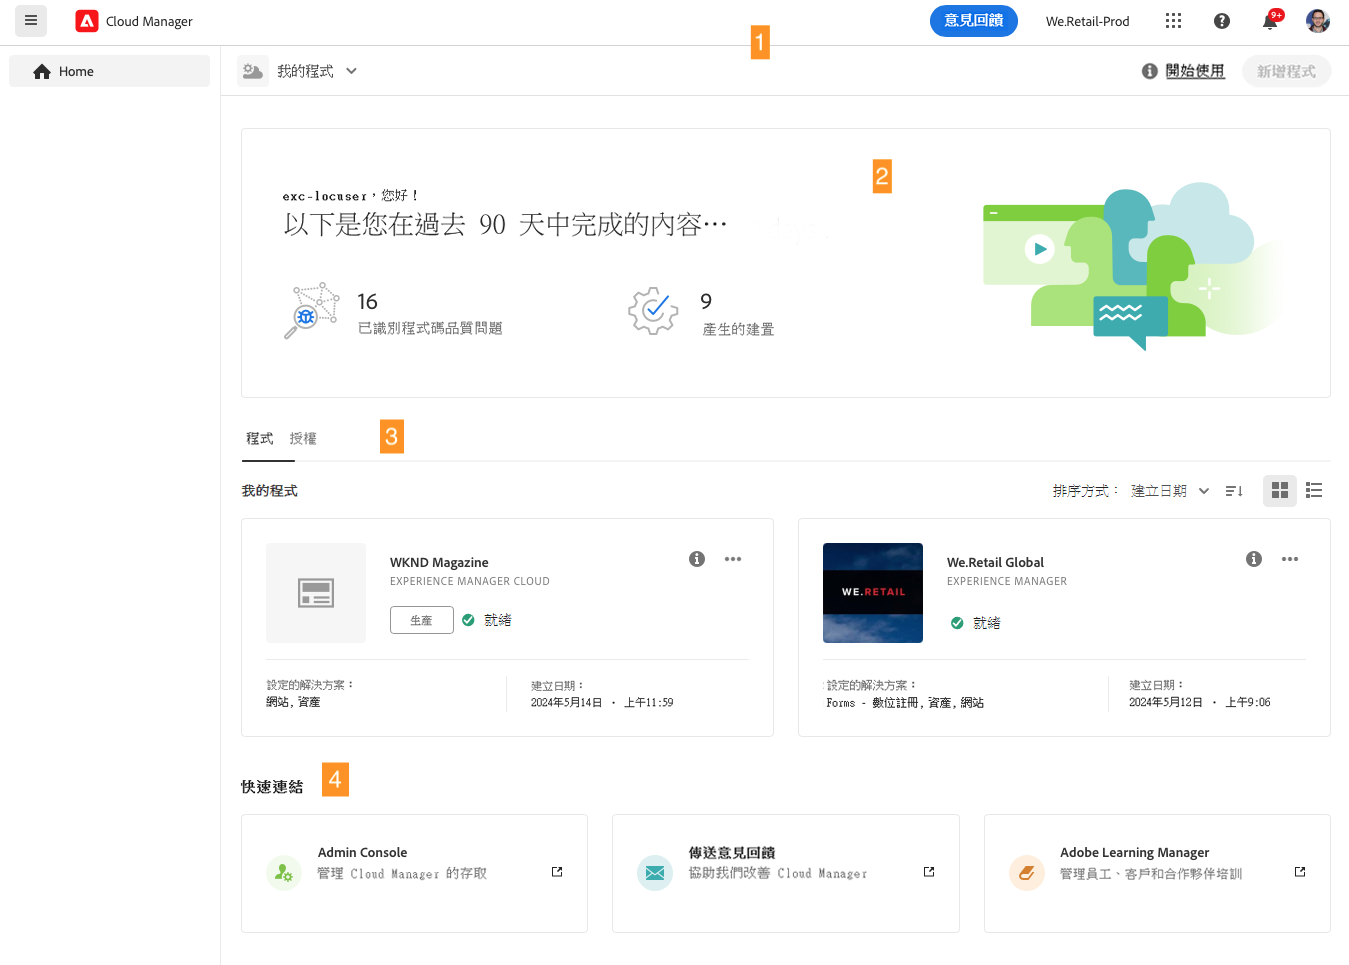 Cloud Manager
意見回饋
We.Retail-Prod
9+
1
Home
我的程式
開始使用
新增程式
2
exc-locuser，您好！
以下是您在過去 90 天中完成的內容⋯
16
已識別程式碼品質問題
9
產生的建置
程式 授權
3
我的程式
排序方式： 建立日期
WKND Magazine
EXPERIENCE MANAGER CLOUD
生產
就緒
設定的解決方案：
網站, 資產
建立日期：
2024年5月14日 · 上午11:59
WE.RETAIL
We.Retail Global
EXPERIENCE MANAGER
就緒
設定的解決方案：
Forms - 數位註冊, 資產, 網站
建立日期：
2024年5月12日 · 上午9:06
快速連結
4
Admin Console
管理 Cloud Manager 的存取
傳送意見回饋
協助我們改善 Cloud Manager
Adobe Learning Manager
管理員工、客戶和合作夥伴培訓